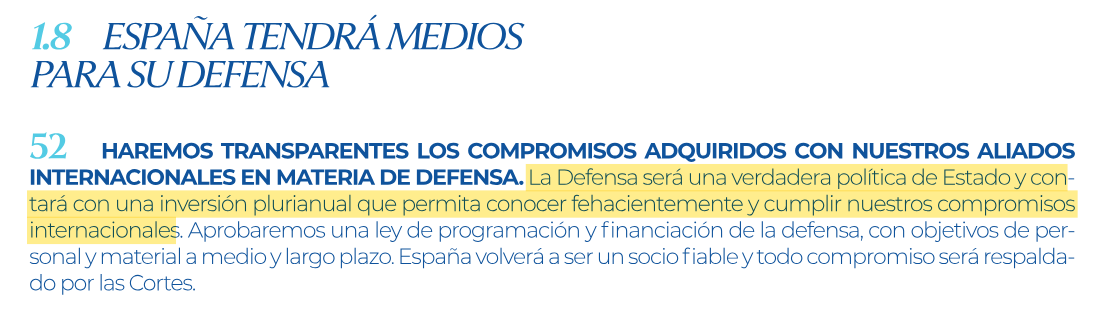 1.8 ESPAÑA TENDRÁ MEDIOS
PARA SU DEFENSA
52 HAREMOS TRANSPARENTES LOS COMPROMISOS ADQUIRIDOS CON NUESTROS ALIADOS
INTERNACIONALES EN MATERIA DE DEFENSA. La Defensa será una verdadera política de Estado y con-
tará con una inversión plurianual que permita conocer fehacientemente y cumplir nuestros compromisos
internacionales. Aprobaremos una ley de programación y financiación de la defensa, con objetivos de per-
sonal y material a medio y largo plazo. España volverá a ser un socio fiable y todo compromiso será respalda-
do por las Cortes.